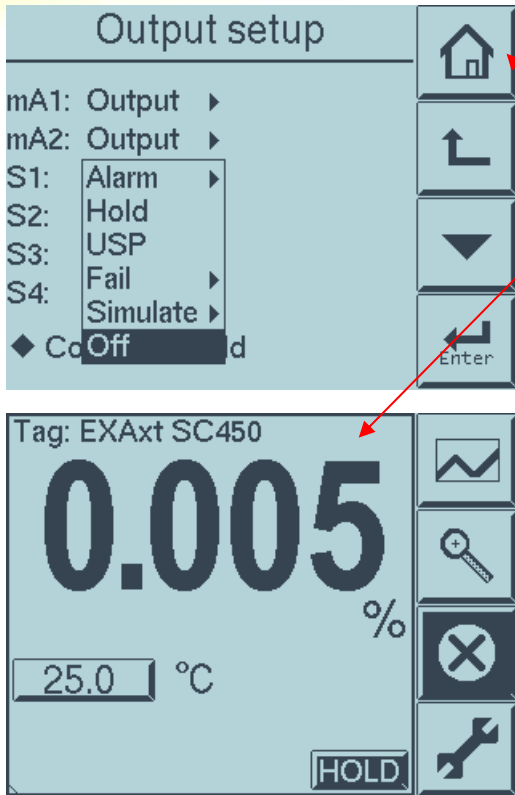 Output setup
mA1: Output
mA2: Output
S1: Alarm
S2: Hold
S3: USP
S4: Fail
Simulate
Off
Co d
Enter
Tag: EXAxt SC450
0.005
%
25.0 °C
HOLD